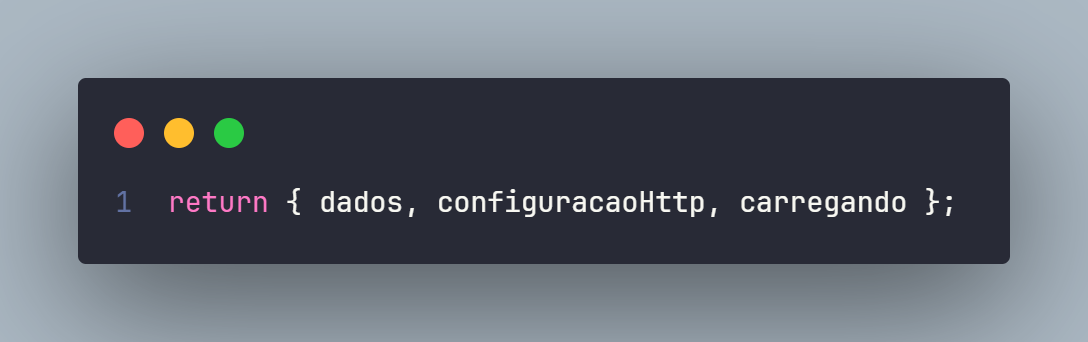 1 return { dados, configuracaoHttp, carregando };